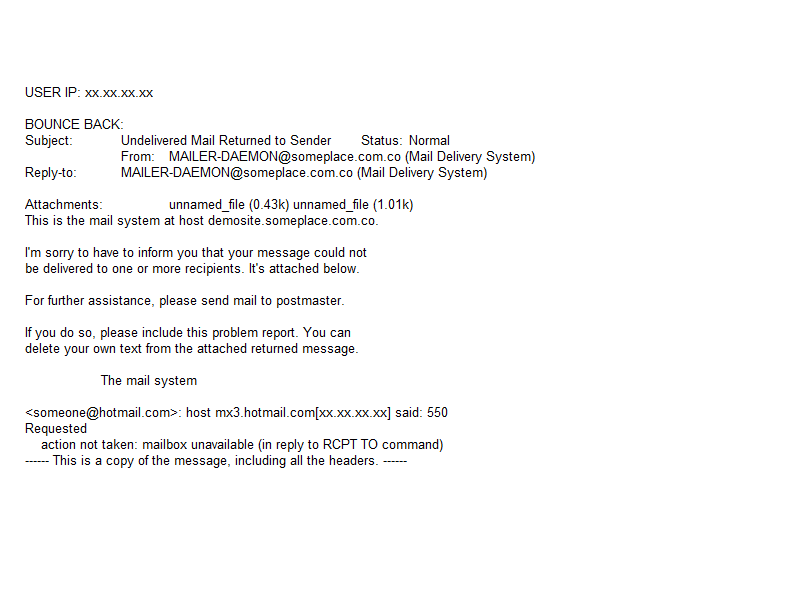 USER IP: xx.xx.xx.xx
BOUNCE BACK:
Subject: Undelivered Mail Returned to Sender Status: Normal
From: MAILER-DAEMON@someplace.com.co (Mail Delivery System)
Reply-to: MAILER-DAEMON@someplace.com.co (Mail Delivery System)
Attachments: unnamed_file (0.43k) unnamed_file (1.01k)
This is the mail system at host demosite.someplace.com.co.
I'm sorry to have to inform you that your message could not
be delivered to one or more recipients. It's attached below.
For further assistance, please send mail to postmaster.
If you do so, please include this problem report. You can
delete your own text from the attached returned message.
The mail system
<someone@hotmail.com>: host mx3.hotmail.com[xx.xx.xx.xx] said: 550
Requested
action not taken: mailbox unavailable (in reply to RCPT TO command)
------ This is a copy of the message, including all the headers. ------